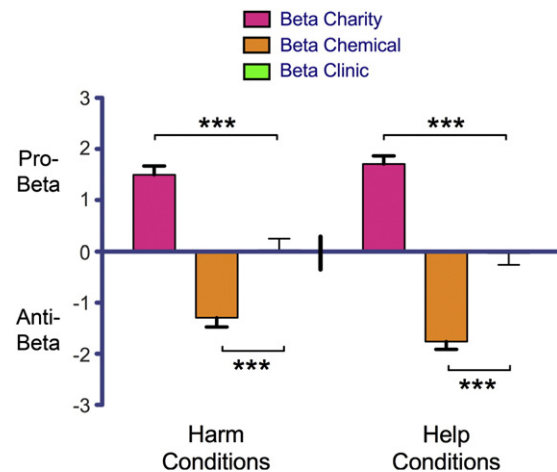 Beta Charity
Beta Chemical
Beta Clinic
3
2
1
0
-1
-2
-3
Pro-
Beta
Anti-
Beta
***
***
***
***
Harm
Conditions
Help
Conditions